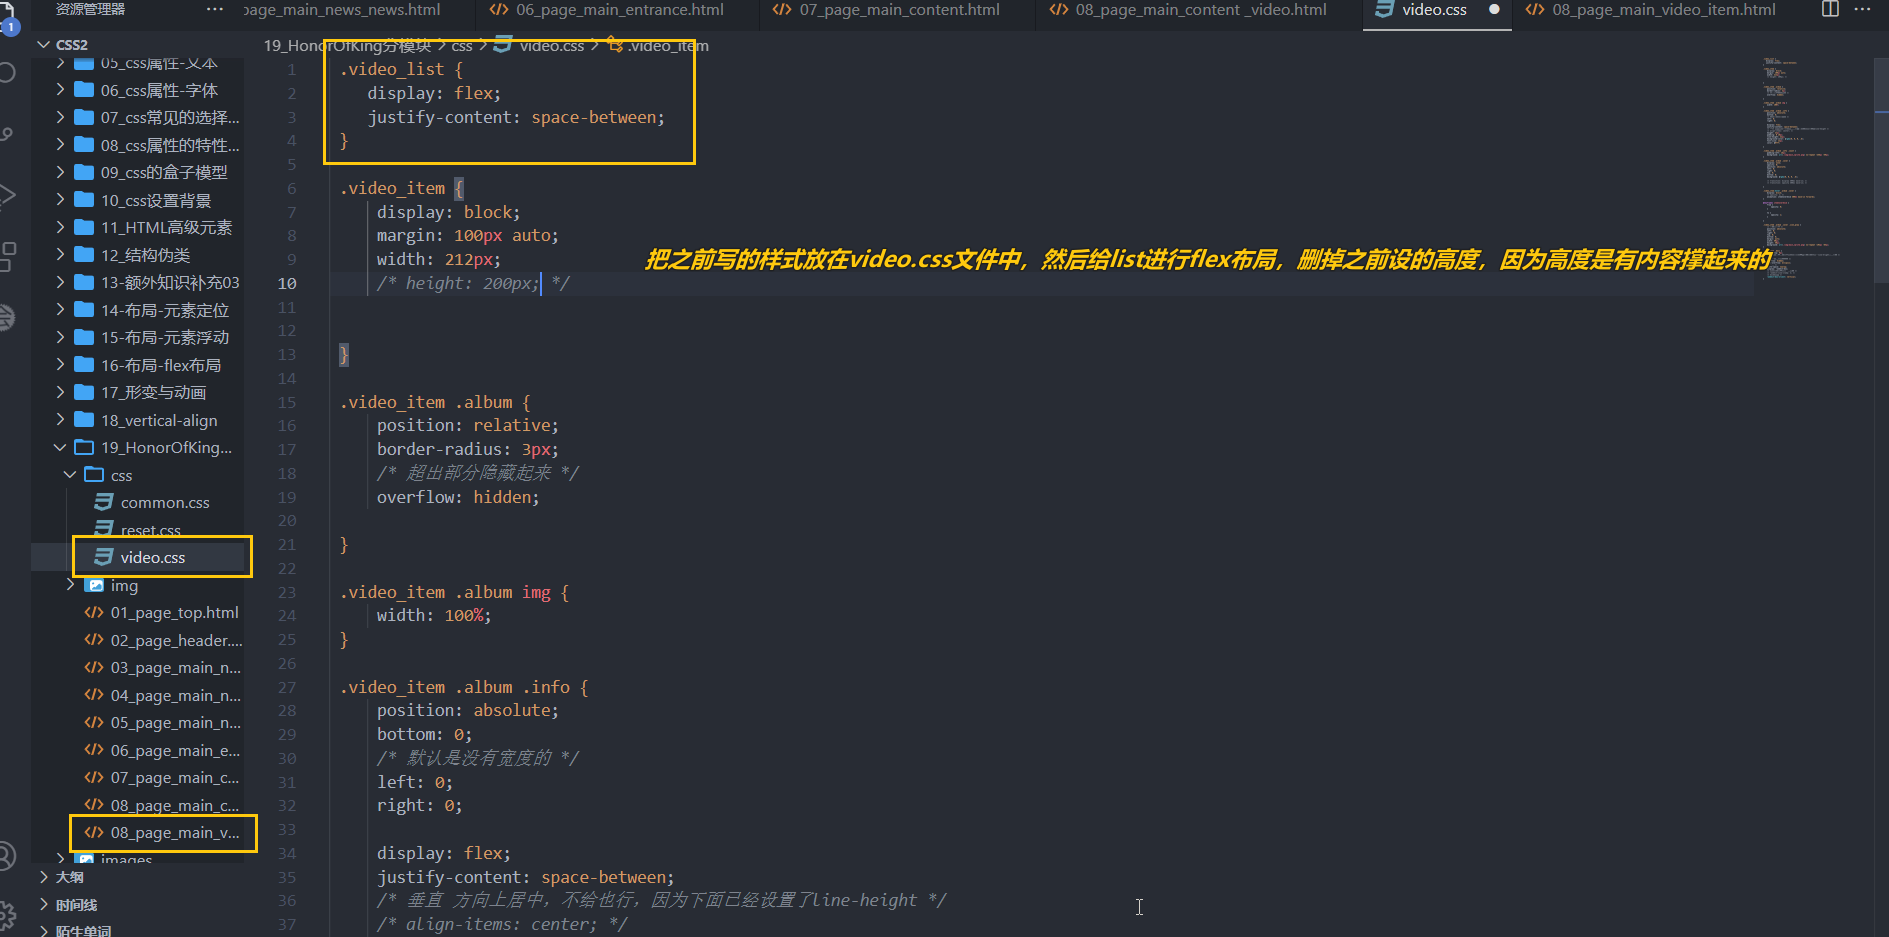 资源管理器 ···
page_main_news_news.html
06_page_main_entrance.html
07_page_main_content.html
08_page_main_content _video.html
video.css
08_page_main_video_item.html
···
1
CSS2
05_css属性-文本
06_css属性-字体
07_css常见的选择...
08_css属性的特性...
09_css的盒子模型
10_css设置背景
11_HTML高级元素
12_结构伪类
13-额外知识补充03
14-布局-元素定位
15-布局-元素浮动
16-布局-flex布局
17_形变与动画
18_vertical-align
19_HonorOfKing...
css
common.css
reset.css
video.css
img
01_page_top.html
02_page_header....
03_page_main_n...
04_page_main_n...
05_page_main_n...
06_page_main_e...
07_page_main_c...
08_page_main_c...
08_page_main_v...
images
大纲
时间线
陌生单词
19_HonorOfKing分模块 > css > video.css > .video_item
1 .video_list {
2 display: flex;
3 justify-content: space-between;
4 }
5
6 .video_item {
7 display: block;
8 margin: 100px auto;
9 width: 212px;
把之前写的样式放在video.css文件中，然后给list进行flex布局，删掉之前设的高度，因为高度是有内容撑起来的
10 /* height: 200px; */
11
12
13 }
14
15 .video_item .album {
16 position: relative;
17 border-radius: 3px;
18 /* 超出部分隐藏起来 */
19 overflow: hidden;
20
21 }
22
23 .video_item .album img {
24 width: 100%;
25 }
26
27 .video_item .album .info {
28 position: absolute;
29 bottom: 0;
30 /* 默认是没有宽度的 */
31 left: 0;
32 right: 0;
33
34 display: flex;
35 justify-content: space-between;
36 /* 垂直 方向上居中，不给也行，因为下面已经设置了line-height */
37 /* align-items: center; */